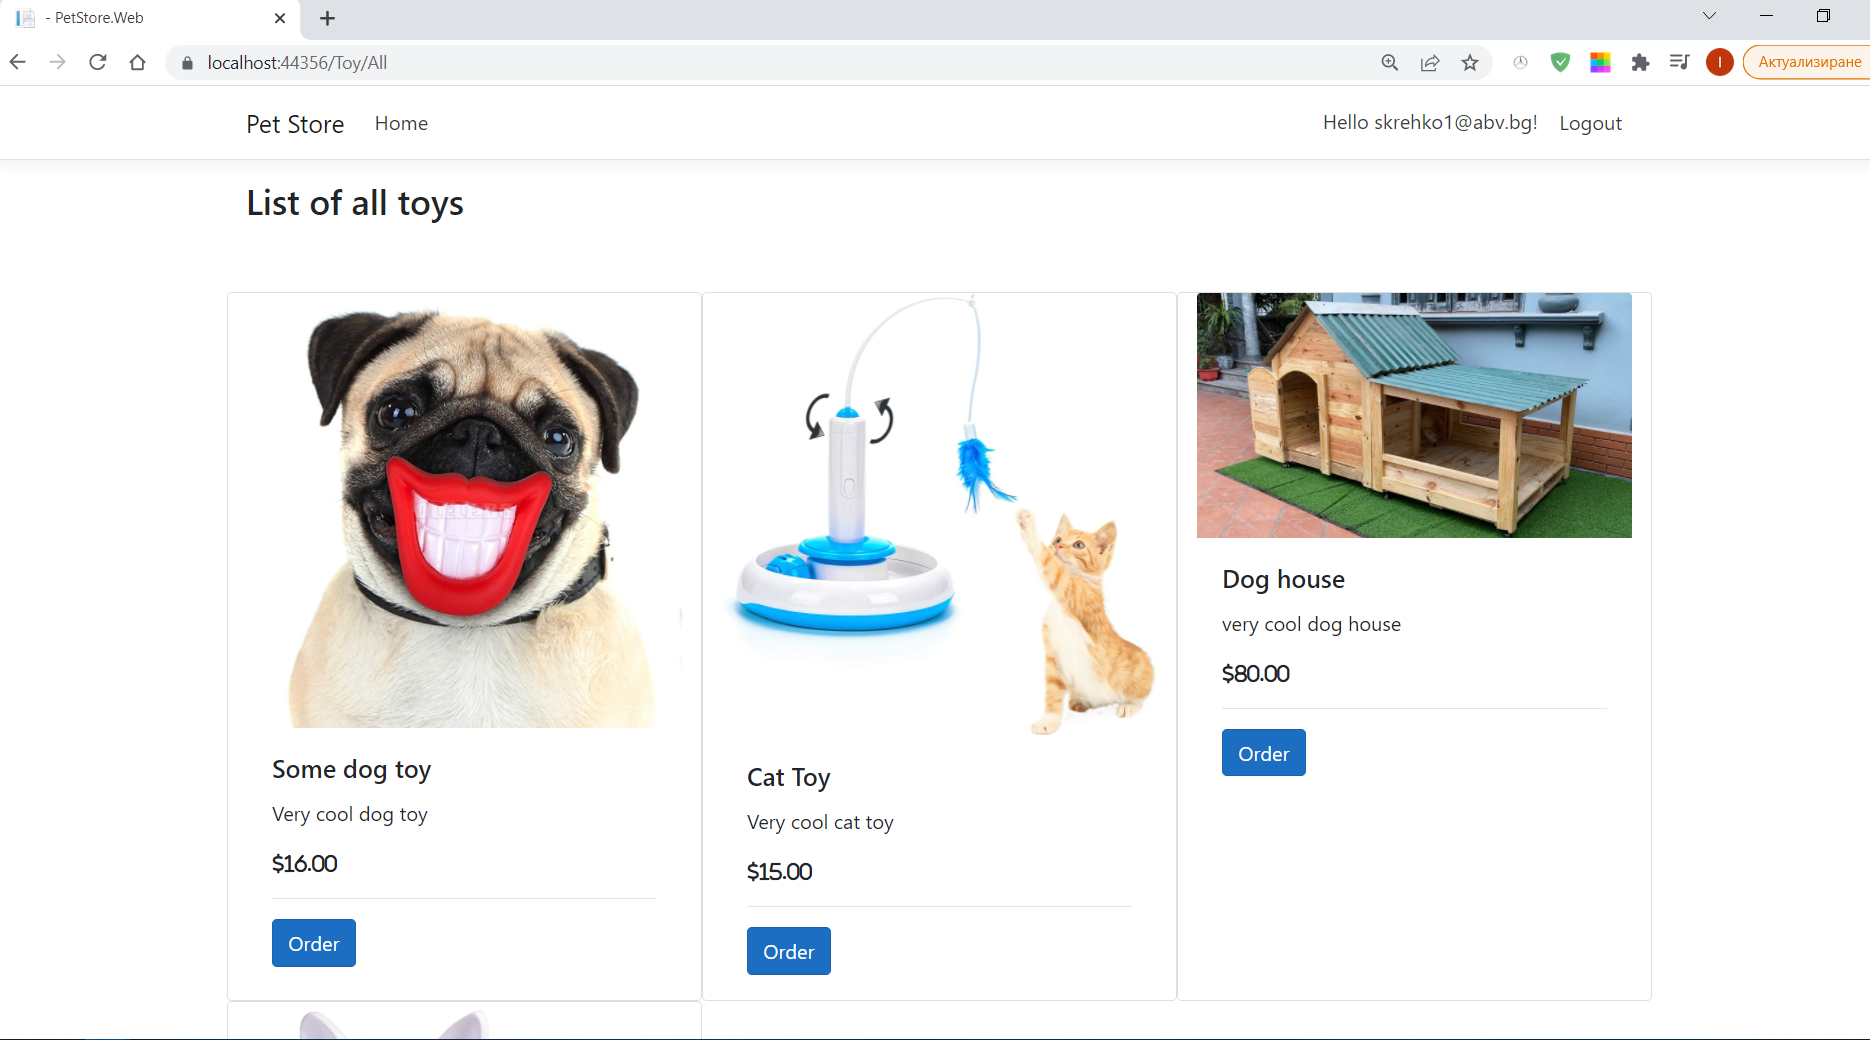 - PetStore.Web
localhost:44356/Toy/All
I
Актуализиране
Pet Store
Home
Hello skrehko1@abv.bg!
Logout
List of all toys
Some dog toy
Very cool dog toy
$16.00
Order
Cat Toy
Very cool cat toy
$15.00
Order
Dog house
very cool dog house
$80.00
Order